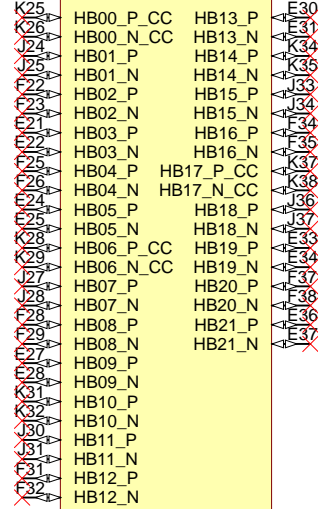 K25 HB00_P_CC HB13_P E30
K26 HB00_N_CC HB13_N E31
J24 HB01_P HB14_P K34
J25 HB01_N HB14_N K35
F22 HB02_P HB15_P J33
F23 HB02_N HB15_N J34
E21 HB03_P HB16_P F34
E22 HB03_N HB16_N F35
F25 HB04_P HB17_P_CC K37
F26 HB04_N HB17_N_CC K38
E24 HB05_P HB18_P J36
E25 HB05_N HB18_N J37
K28 HB06_P_CC HB19_P E33
K29 HB06_N_CC HB19_N E34
J27 HB07_P HB20_P F37
J28 HB07_N HB20_N F38
F28 HB08_P HB21_P E36
F29 HB08_N HB21_N E37
E27 HB09_P
E28 HB09_N
K31 HB10_P
K32 HB10_N
J30 HB11_P
J31 HB11_N
F31 HB12_P
F32 HB12_N